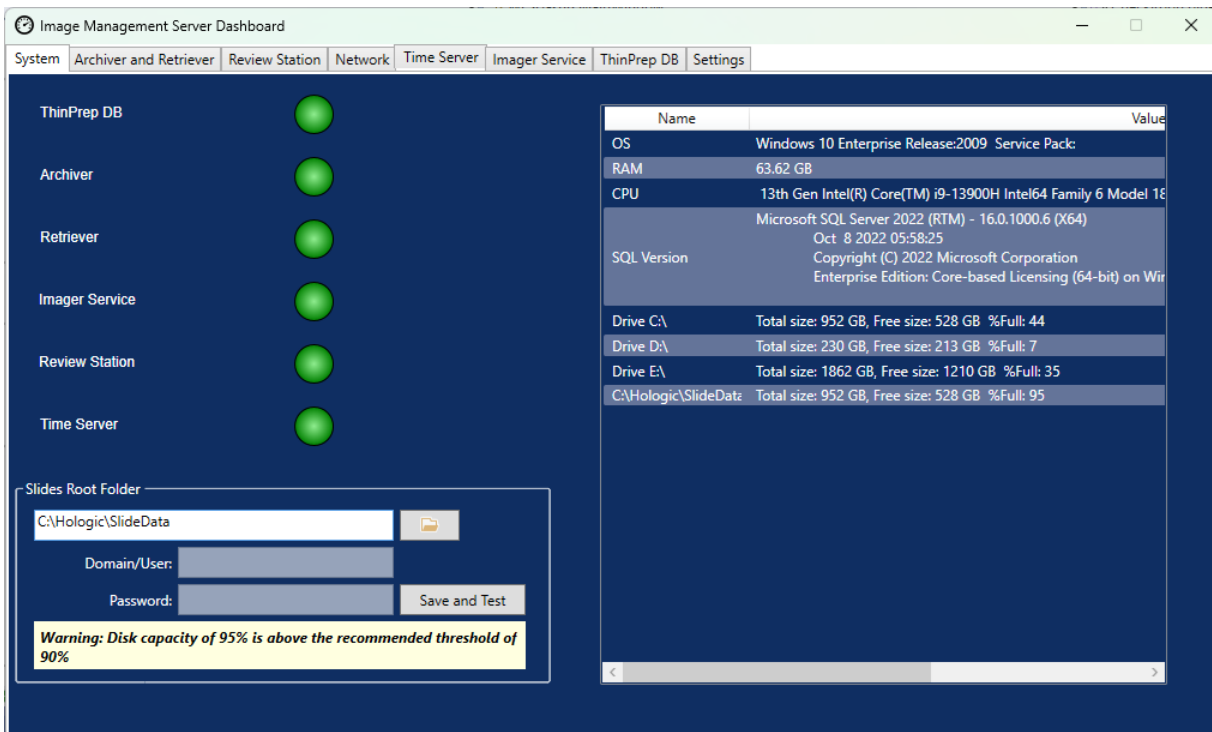 Image Management Server Dashboard
System Archiver and Retriever Review Station Network Time Server Imager Service ThinPrep DB Settings
ThinPrep DB
Archiver
Retriever
Imager Service
Review Station
Time Server
Slides Root Folder
C:\Hologic\SlideData
Domain/User:
Password:
Save and Test
Warning: Disk capacity of 95% is above the recommended threshold of
90%
Name Value
OS Windows 10 Enterprise Release:2009 Service Pack:
RAM 63.62 GB
CPU 13th Gen Intel(R) Core(TM) i9-13900H Intel64 Family 6 Model 18
SQL Version
Microsoft SQL Server 2022 (RTM) - 16.0.1000.6 (X64)
Oct 8 2022 05:58:25
Copyright (C) 2022 Microsoft Corporation
Enterprise Edition: Core-based Licensing (64-bit) on
Drive C:\ Total size: 952 GB, Free size: 528 GB %Full: 44
Drive D:\ Total size: 230 GB, Free size: 213 GB %Full: 7
Drive E:\ Total size: 1862 GB, Free size: 1210 GB %Full: 35
C:\Hologic\SlideData Total size: 952 GB, Free size: 528 GB %Full: 95